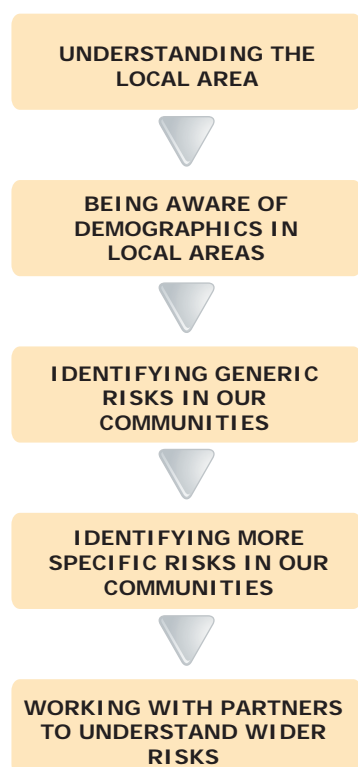 UNDERSTANDING THE
LOCAL AREA
BEING AWARE OF
DEMOGRAPHICS IN
LOCAL AREAS
IDENTIFYING GENERIC
RISKS IN OUR
COMMUNITIES
IDENTIFYING MORE
SPECIFIC RISKS IN OUR
COMMUNITIES
WORKING WITH PARTNERS
TO UNDERSTAND WIDER
RISKS